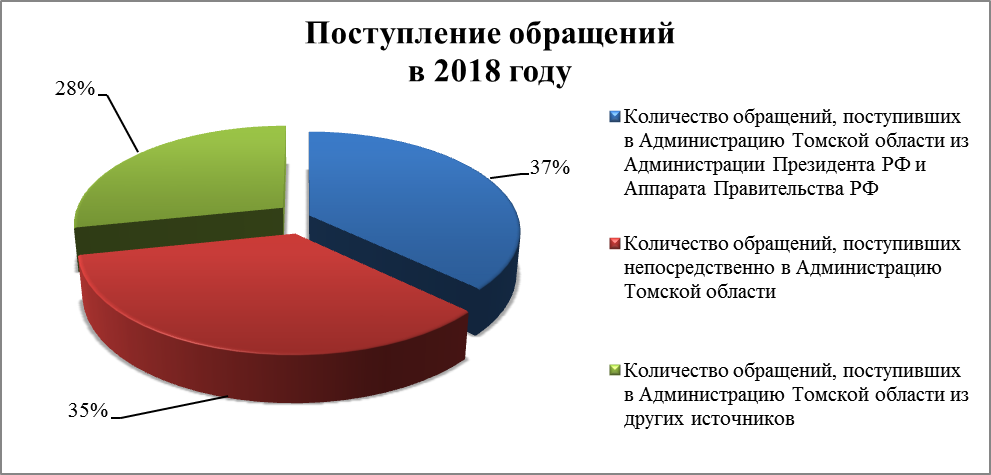 Поступление обращений
в 2018 году
28%
37%
35%
Количество обращений, поступивших
в Администрацию Томской области из
Администрации Президента РФ и
Аппарата Правительства РФ
Количество обращений, поступивших
непосредственно в Администрацию
Томской области
Количество обращений, поступивших
в Администрацию Томской области из
других источников